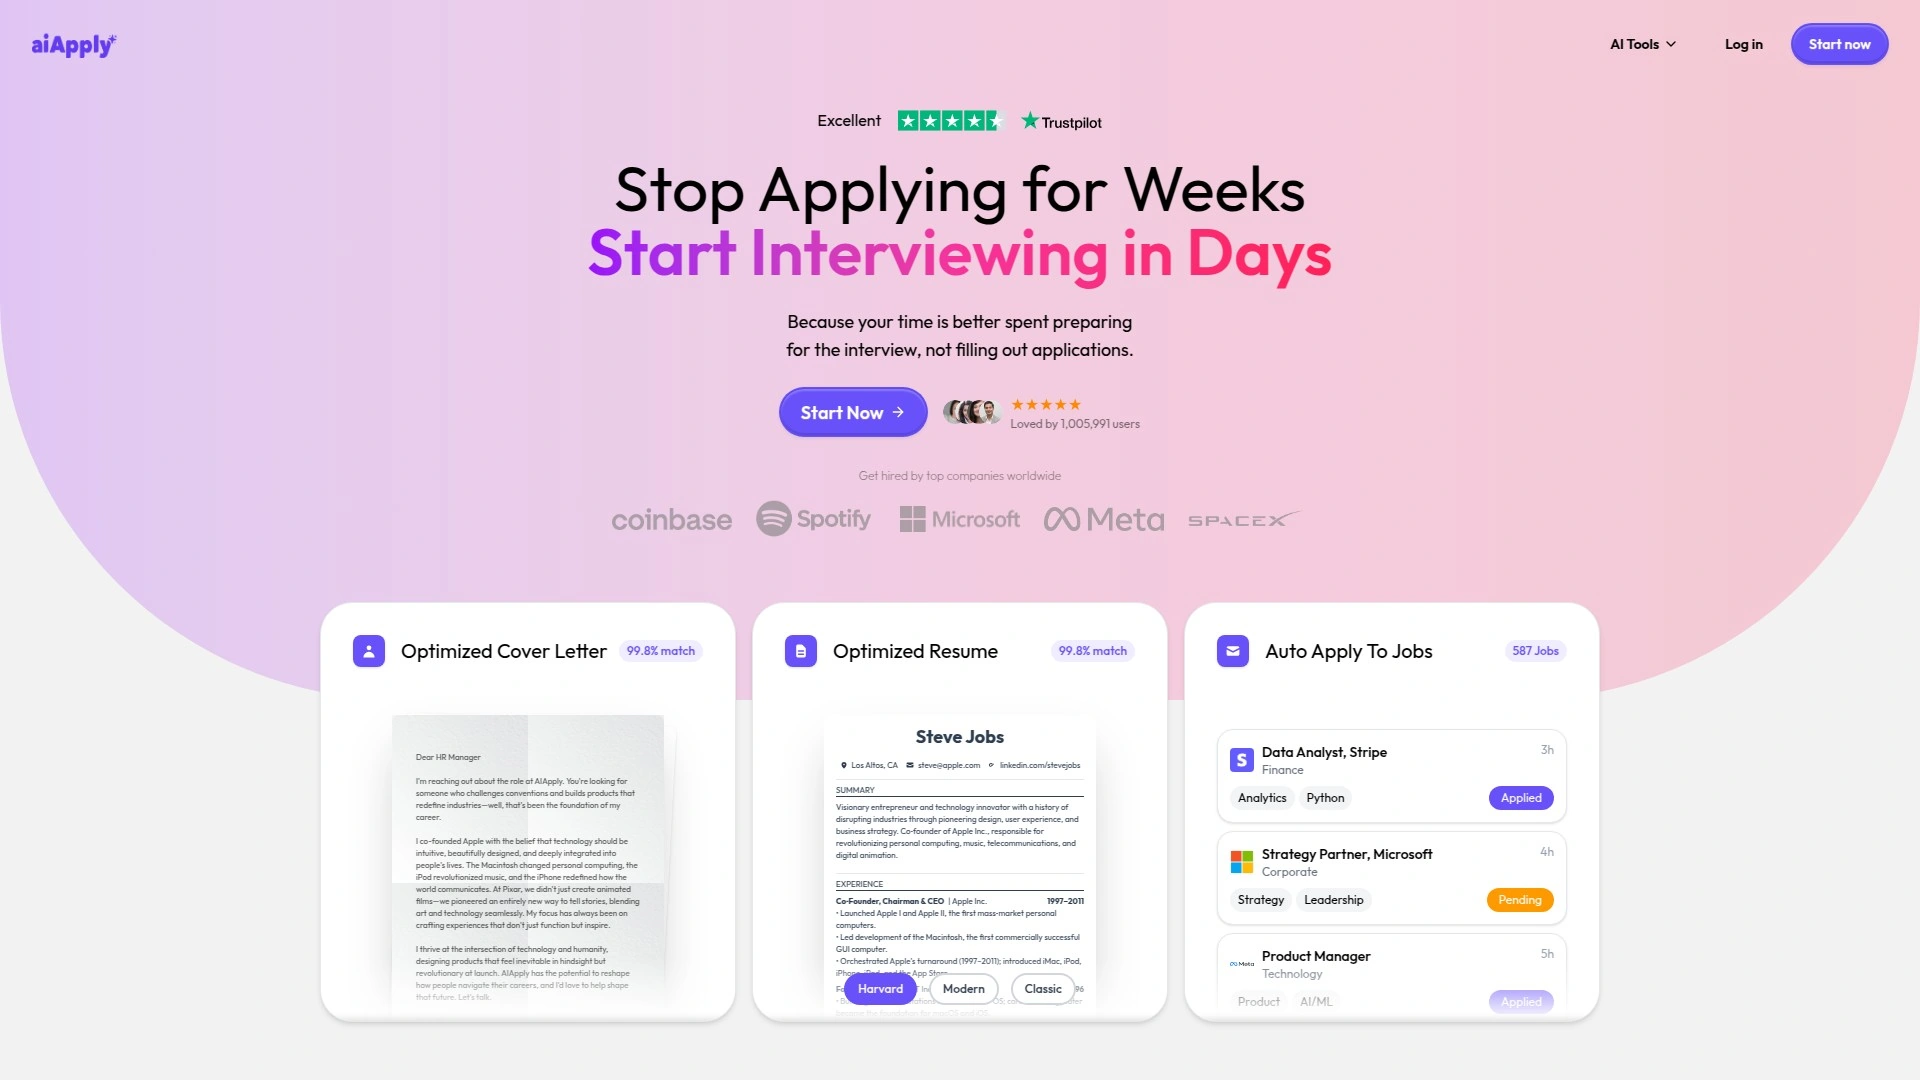 aiApply
AI Tools
Log in
Start now
Excellent
Trustpilot
Stop Applying for Weeks
Start Interviewing in Days
Because your time is better spent preparing
for the interview, not filling out applications.
Start Now
Loved by 1,005,991 users
Get hired by top companies worldwide
coinbase
Spotify
Microsoft
Meta
SPACEX
Optimized Cover Letter
99.8% match
Dear HR Manager
I'm reaching out about the role at AIApply. You're looking for
someone who challenges conventions and builds products that
redefine industries—well, that's been the foundation of my
career.
I co-founded Apple with the belief that technology should be
intuitive, beautifully designed, and deeply integrated into
people's lives. The Macintosh changed personal computing, the
iPod revolutionized music, and the iPhone redefined how the
world communicates. At Pixar, we didn't just create animated
films—we pioneered an entirely new way to tell stories, blending
art and technology seamlessly. My focus has always been on
crafting experiences that don't just function but inspire.
I thrive at the intersection of technology and humanity,
designing products that feel inevitable in hindsight but
revolutionary at launch. AIApply has the potential to reshape
how people navigate their careers, and I'd love to help shape
that future. Let's talk.
Optimized Resume
99.8% match
Steve Jobs
Los Altos, CA
steve@apple.com
linkedin.com/stevejobs
SUMMARY
Visionary entrepreneur and technology innovator with a history of
disrupting industries through pioneering design, user experience, and
business strategy. Co-founder of Apple Inc., responsible for
revolutionizing personal computing, music, telecommunications, and
digital animation.
EXPERIENCE
Co-Founder, Chairman & CEO | Apple Inc.
1997–2011
• Launched Apple I and Apple II, the first mass-market personal
computers.
• Led development of the Macintosh, the first commercially successful
GUI computer.
• Orchestrated Apple's turnaround (1997–2011); introduced iMac, iPod,
iPhone, iPad, and the App Store.
Harvard
Modern
Classic
became the foundation for macOS and iOS.
Auto Apply To Jobs
587 Jobs
Data Analyst, Stripe
3h
Finance
Analytics
Python
Applied
Strategy Partner, Microsoft
4h
Corporate
Strategy
Leadership
Pending
Meta
Product Manager
5h
Technology
Product
AI/ML
Applied